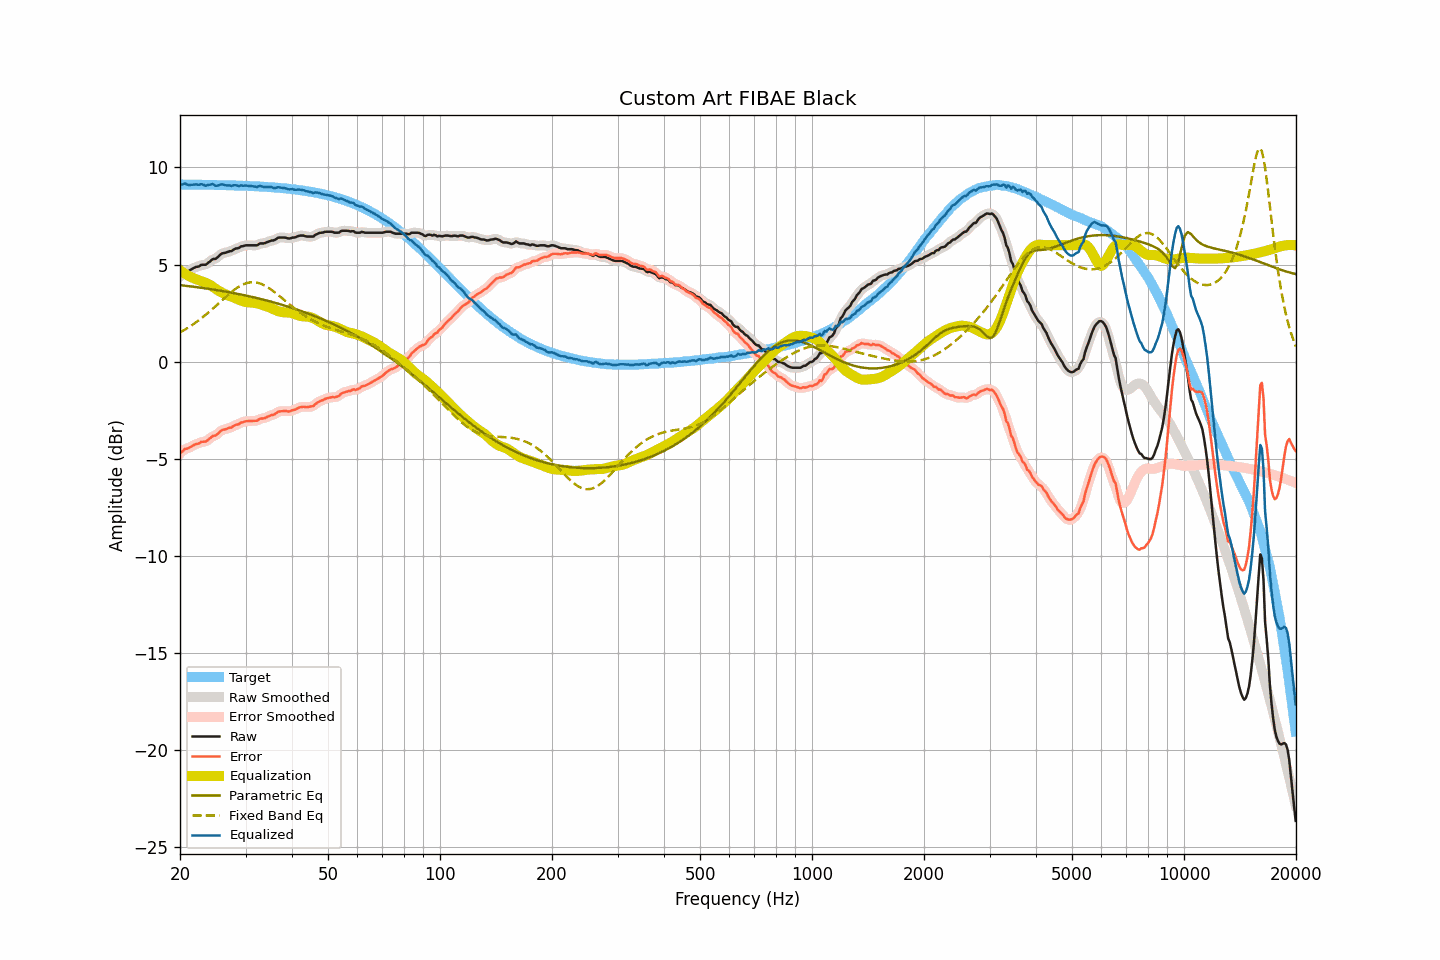 Custom Art FIBAE Black
Amplitude (dBr)
10
5
0
−5
−10
−15
−20
−25
Target
Raw Smoothed
Error Smoothed
Raw
Error
Equalization
Parametric Eq
Fixed Band Eq
Equalized
20 50 100 200 500 1000 2000 5000 10000 20000
Frequency (Hz)